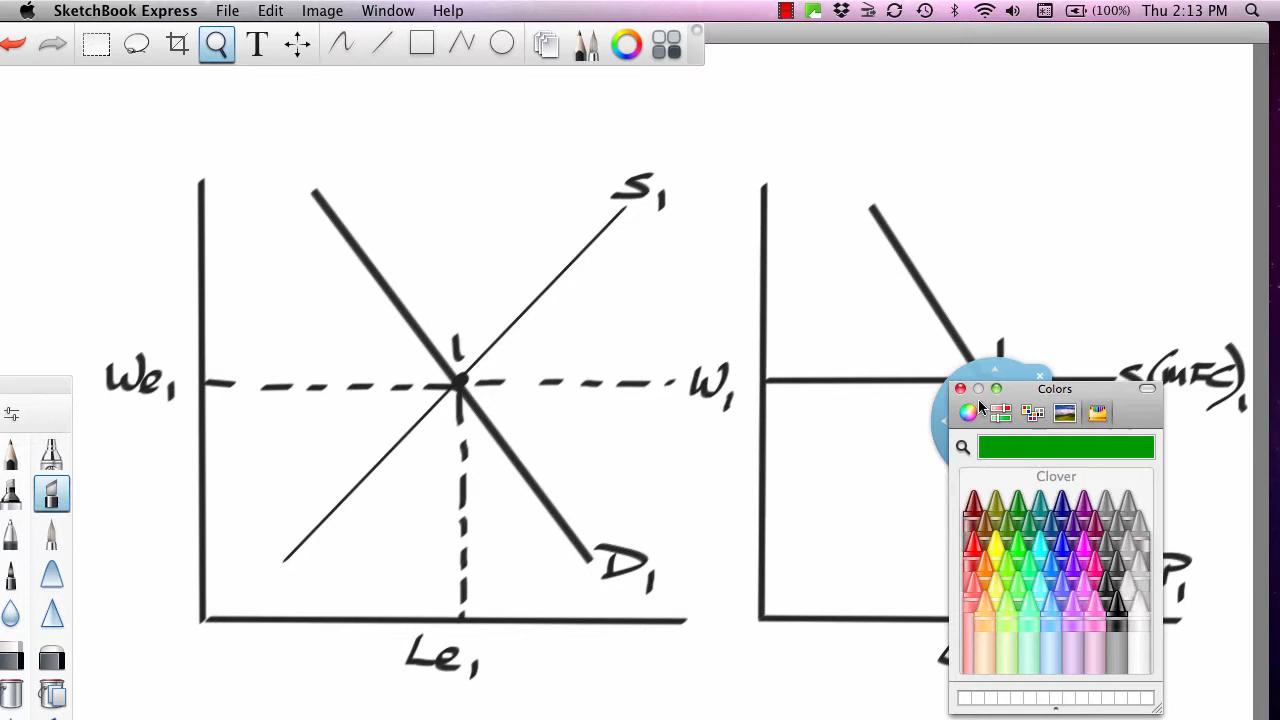 SketchBook Express File Edit Image Window Help (100%) Thu 2:13 PM
T
S₁
We₁
W₁
S(MFC)₁
Colors
Clover
D₁
P₁
Le₁